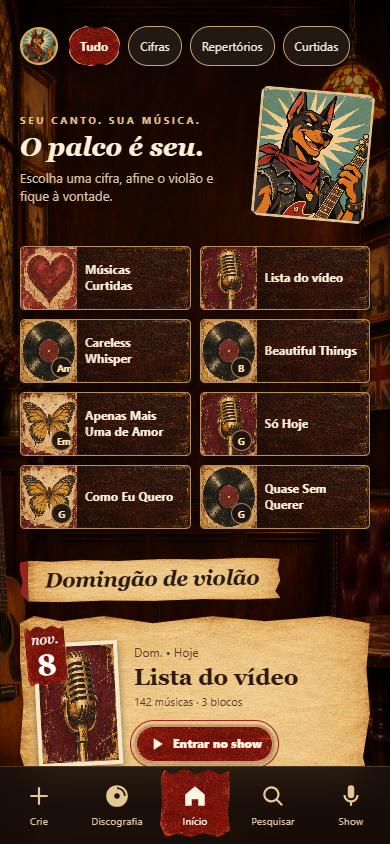 Tudo
Cifras
Repertórios
Curtidas
SEU CANTO. SUA MÚSICA.
O palco é seu.
Escolha uma cifra, afine o violão e
fique à vontade.
Músicas
Curtidas
Lista do vídeo
Careless
Whisper
Am
Beautiful Things
B
Apenas Mais
Uma de Amor
Em
Só Hoje
G
Como Eu Quero
G
Quase Sem
Querer
G
Domingão de violão
nov.
8
Dom. • Hoje
Lista do vídeo
142 músicas · 3 blocos
Entrar no show
Crie
Discografia
Início
Pesquisar
Show